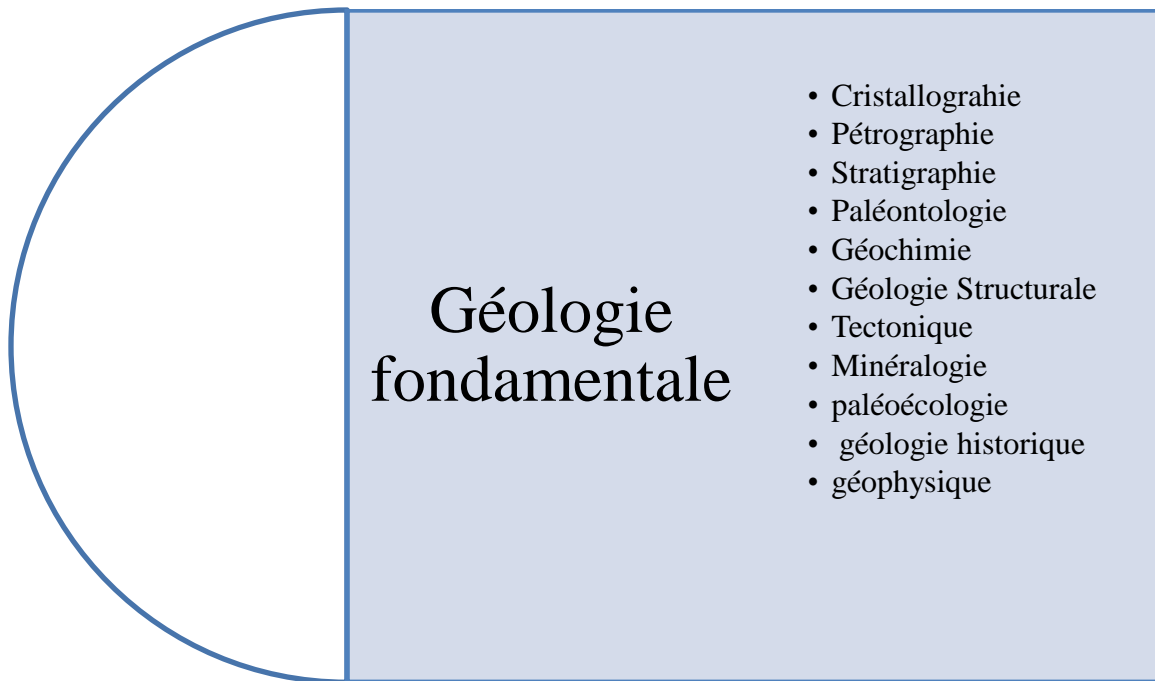 Géologie
fondamentale
• Cristallograhie
• Pétrographie
• Stratigraphie
• Paléontologie
• Géochimie
• Géologie Structurale
• Tectonique
• Minéralogie
• paléoécologie
• géologie historique
• géophysique